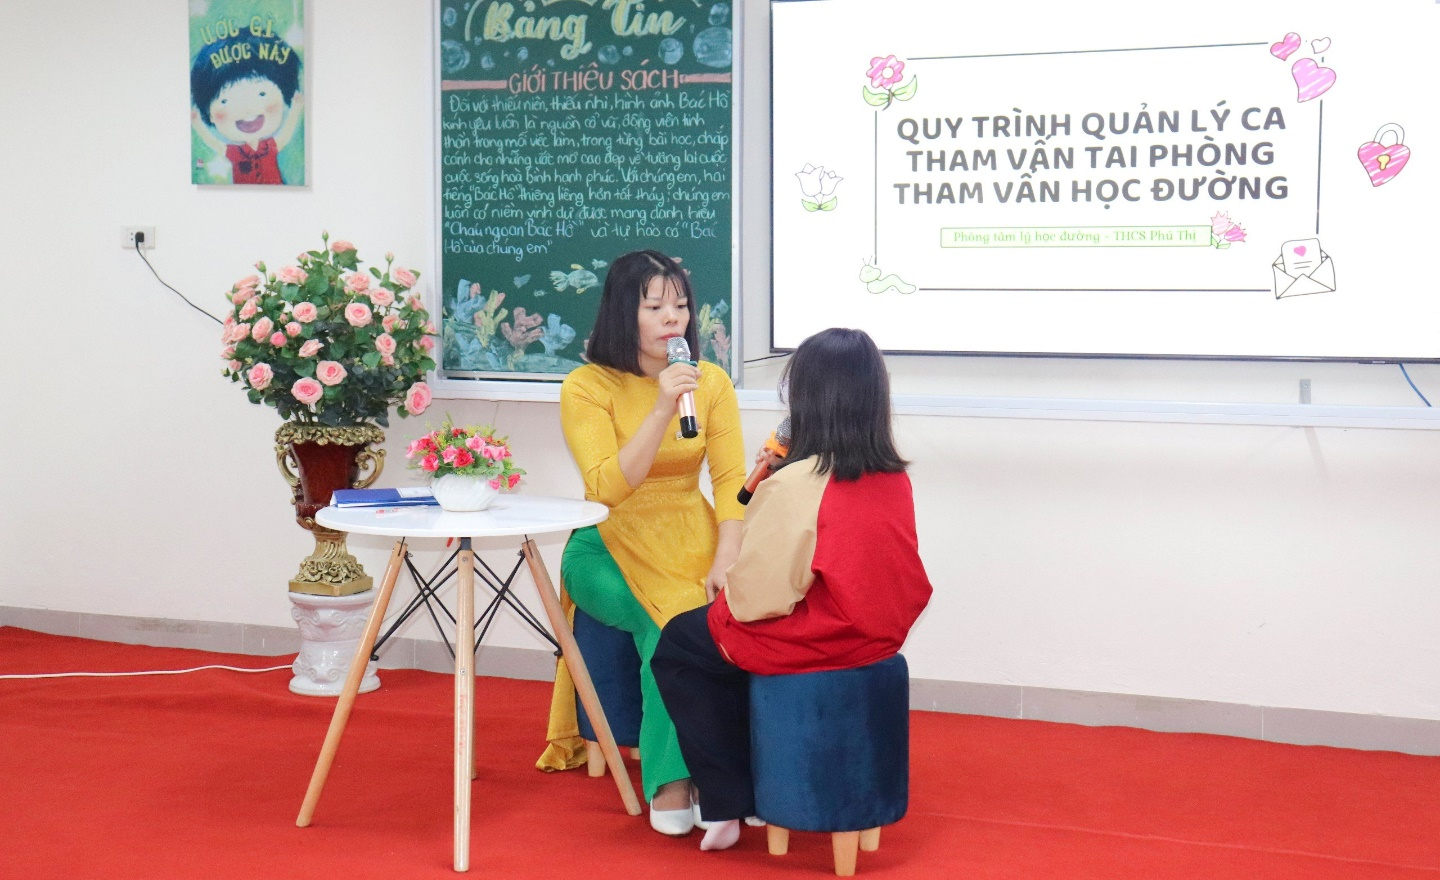 ƯỚC GÌ
ĐƯỢC NẤY
Bảng Tin
GIỚI THIỆU SÁCH
Đối với thiếu niên, thiếu nhi, hình ảnh Bác Hồ
kính yêu luôn là nguồn cổ vũ, động viên tinh
thần trong mỗi việc làm, trong từng bài học, chắp
cánh cho những ước mơ cao đẹp về tương lai cuộc
cuộc sống hoà bình hạnh phúc. Với chúng em, hai
tiếng "Bác Hồ" thiêng liêng hơn tất thảy; chúng em
luôn có niềm vinh dự được mang danh hiệu
"Cháu ngoan Bác Hồ" và tự hào có "Bác
Hồ của chúng em"
QUY TRÌNH QUẢN LÝ CA
THAM VẤN TAI PHÒNG
THAM VẤN HỌC ĐƯỜNG
Phòng tâm lý học đường - THCS Phú Thị